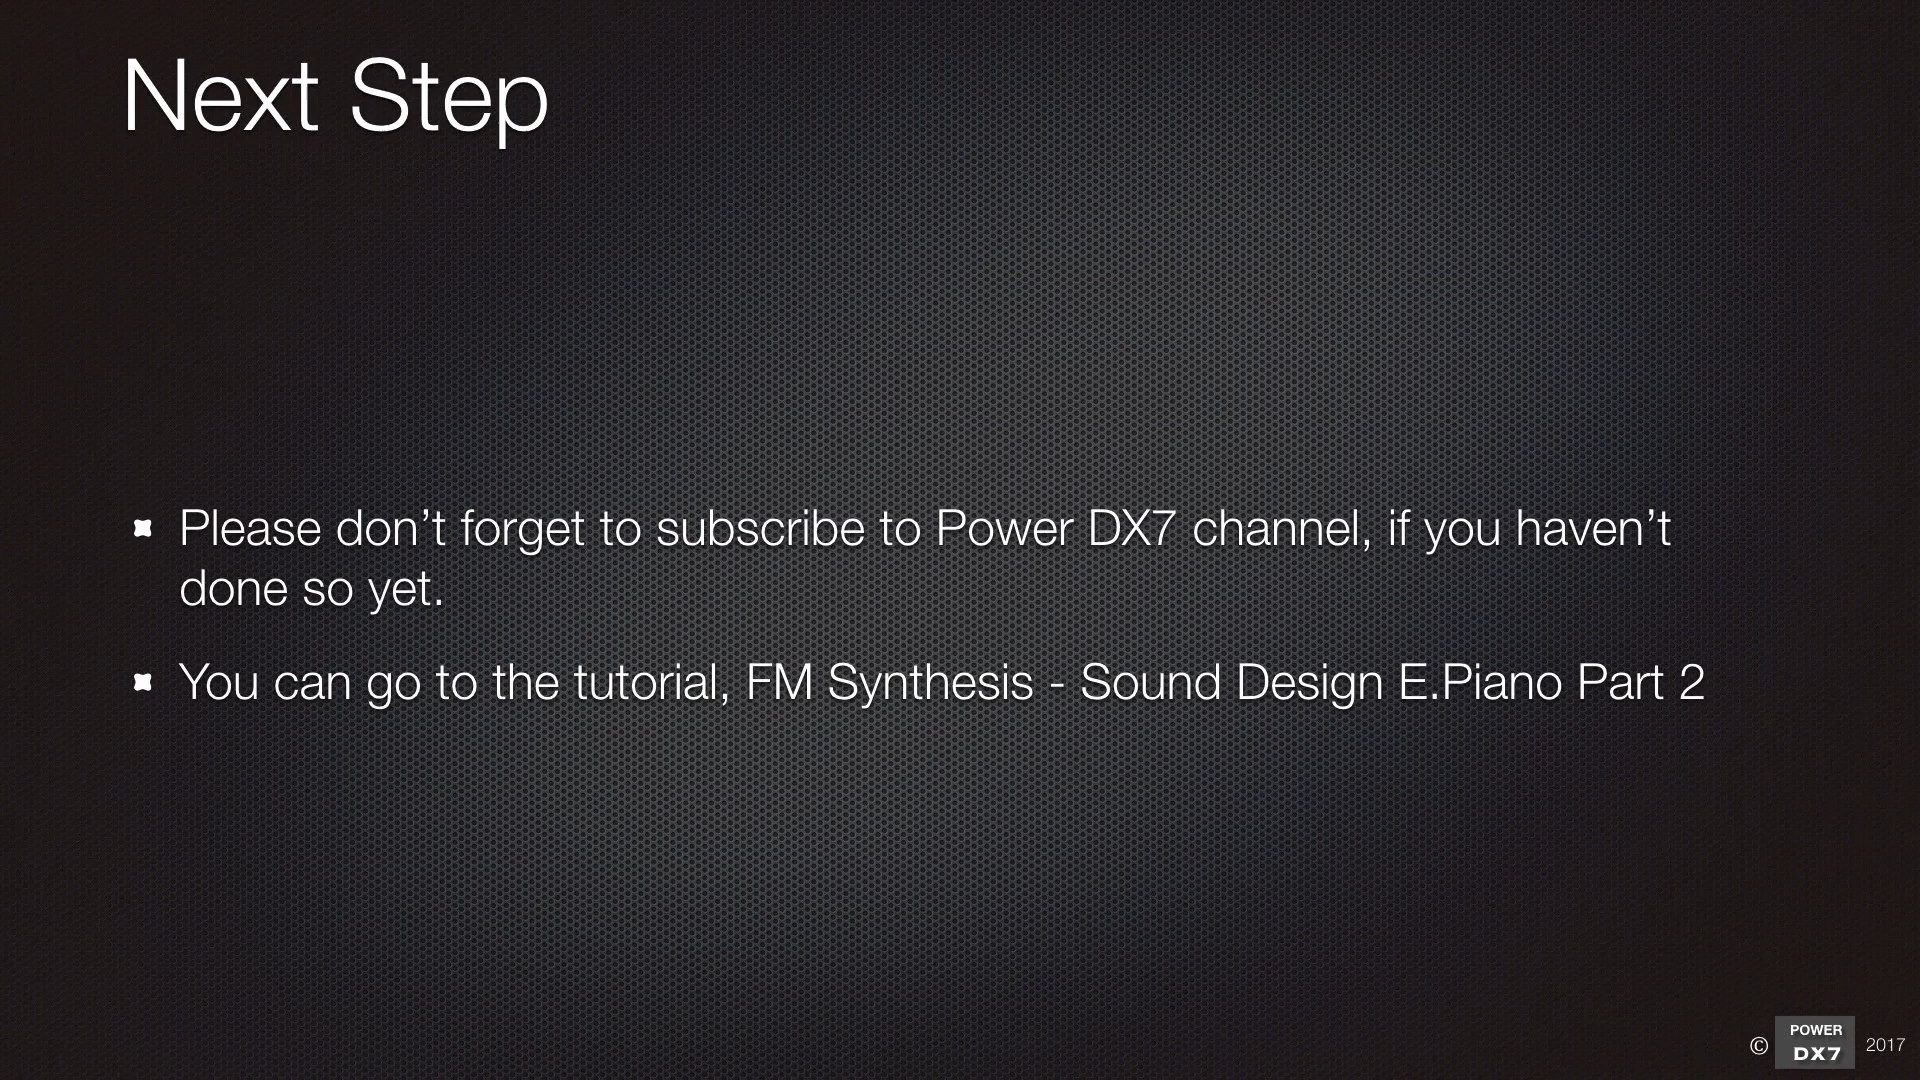 Next Step
Please don’t forget to subscribe to Power DX7 channel, if you haven’t
done so yet.
You can go to the tutorial, FM Synthesis - Sound Design E.Piano Part 2
© POWER DX7 2017